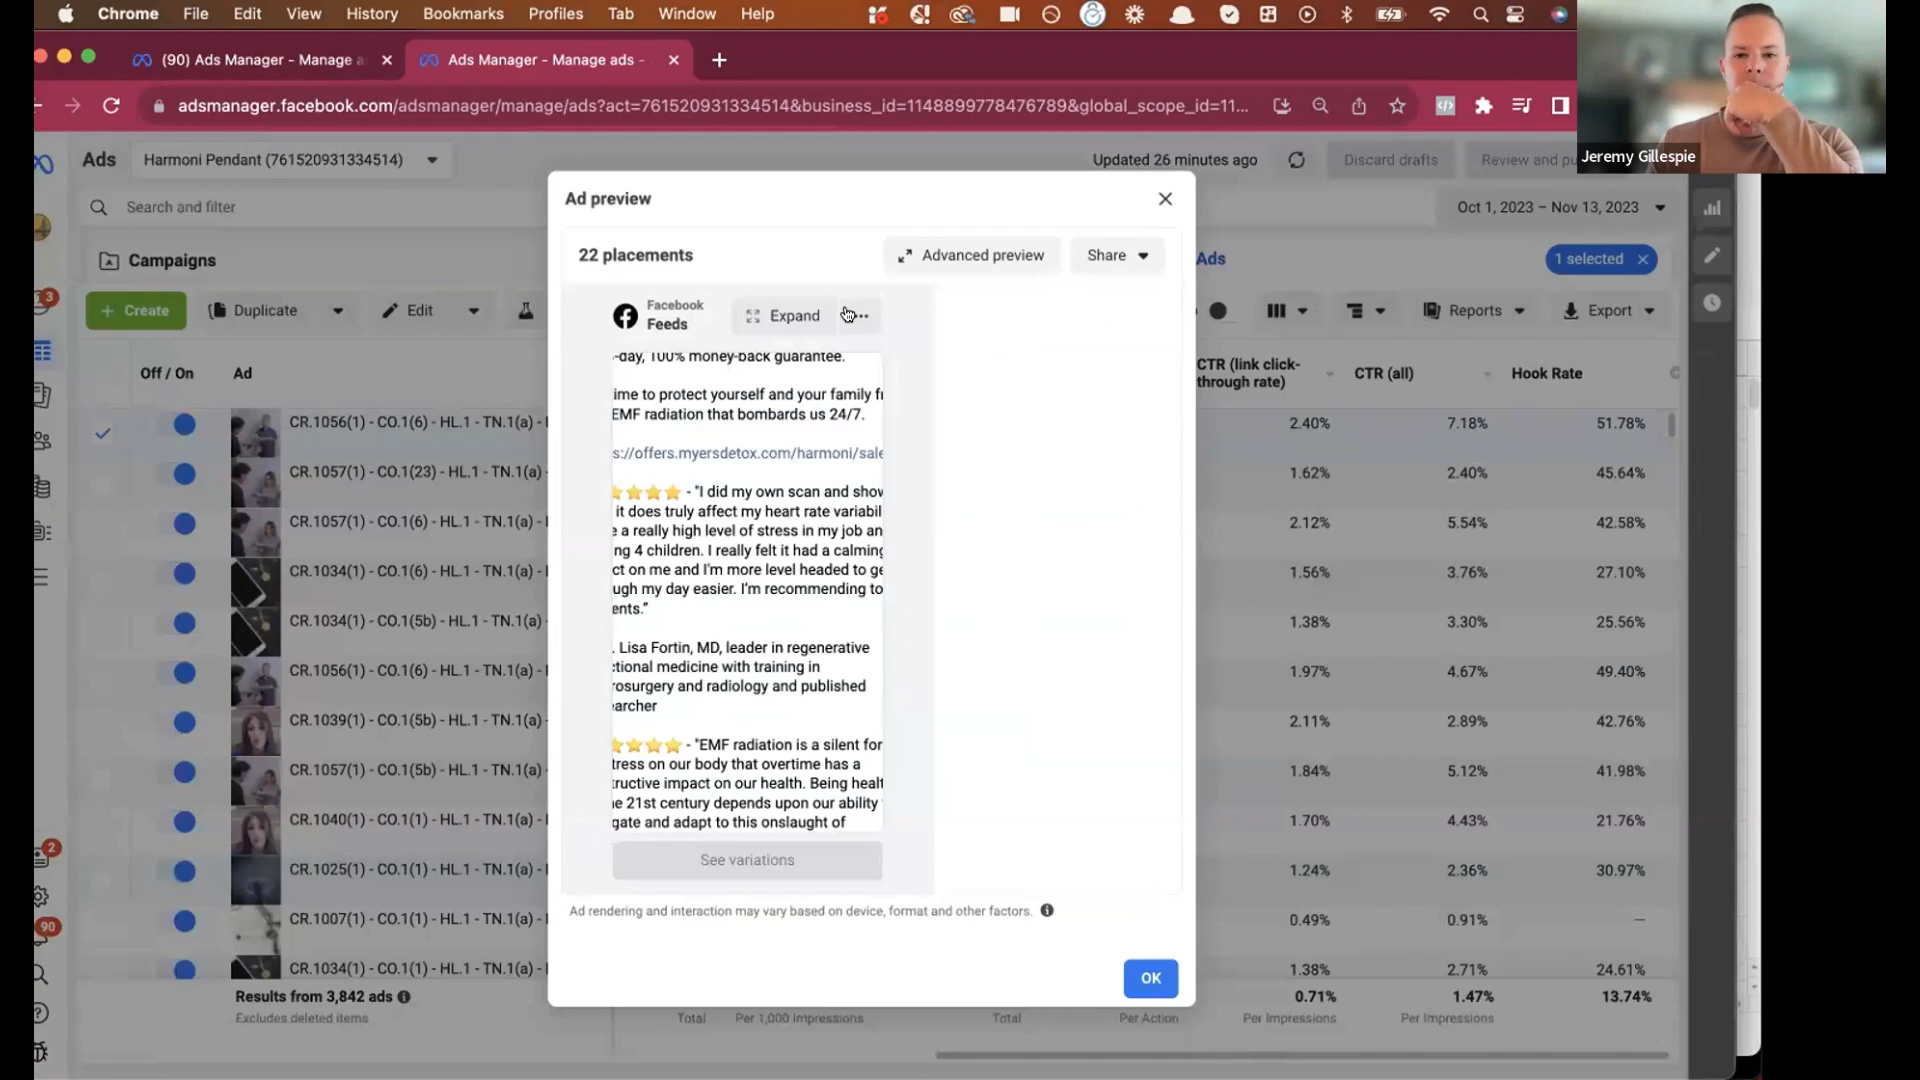 Chrome File Edit View History Bookmarks Profiles Tab Window Help
(90) Ads Manager - Manage a
Ads Manager - Manage ads -
adsmanager.facebook.com/adsmanager/manage/ads?act=761520931334514&business_id=1148899778476789&global_scope_id=11...
Jeremy Gillespie
Ads
Harmoni Pendant (761520931334514)
Updated 26 minutes ago
Discard drafts
Review and pu
Search and filter
Oct 1, 2023 – Nov 13, 2023
Campaigns
Ads
1 selected
+ Create
Duplicate
Edit
Reports
Export
Off / On
Ad
CTR (link click-
through rate)
CTR (all)
Hook Rate
CR.1056(1) - CO.1(6) - HL.1 - TN.1(a) - 
2.40% 7.18% 51.78%
CR.1057(1) - CO.1(23) - HL.1 - TN.1(a) -
1.62% 2.40% 45.64%
CR.1057(1) - CO.1(6) - HL.1 - TN.1(a) -
2.12% 5.54% 42.58%
CR.1034(1) - CO.1(6) - HL.1 - TN.1(a) -
1.56% 3.76% 27.10%
CR.1034(1) - CO.1(5b) - HL.1 - TN.1(a) -
1.38% 3.30% 25.56%
CR.1056(1) - CO.1(6) - HL.1 - TN.1(a) -
1.97% 4.67% 49.40%
CR.1039(1) - CO.1(5b) - HL.1 - TN.1(a) -
2.11% 2.89% 42.76%
CR.1057(1) - CO.1(5b) - HL.1 - TN.1(a) -
1.84% 5.12% 41.98%
CR.1040(1) - CO.1(1) - HL.1 - TN.1(a) -
1.70% 4.43% 21.76%
CR.1025(1) - CO.1(1) - HL.1 - TN.1(a) -
1.24% 2.36% 30.97%
CR.1007(1) - CO.1(1) - HL.1 - TN.1(a) -
0.49% 0.91% —
CR.1034(1) - CO.1(1) - HL.1 - TN.1(a) -
1.38% 2.71% 24.61%
Results from 3,842 ads
0.71% 1.47% 13.74%
Excludes deleted items
Total Per 1,000 impressions Total Per Action Per Impressions Per Impressions
3
2
90
Ad preview
22 placements
Advanced preview
Share
Facebook
Feeds
Expand
-day, 100% money-back guarantee.
ime to protect yourself and your family fr
EMF radiation that bombards us 24/7.
s://offers.myersdetox.com/harmoni/sale
⭐⭐⭐⭐ - "I did my own scan and show
it does truly affect my heart rate variabil
e a really high level of stress in my job an
ng 4 children. I really felt it had a calming
ct on me and I'm more level headed to ge
ugh my day easier. I'm recommending to
ents."
. Lisa Fortin, MD, leader in regenerative
ctional medicine with training in
rosurgery and radiology and published
earcher
⭐⭐⭐⭐ - "EMF radiation is a silent for
tress on our body that overtime has a
tructive impact on our health. Being healt
e 21st century depends upon our ability
gate and adapt to this onslaught of
See variations
Ad rendering and interaction may vary based on device, format and other factors.
OK